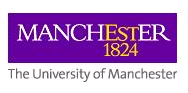 MANCHEStER
1824
The University of Manchester